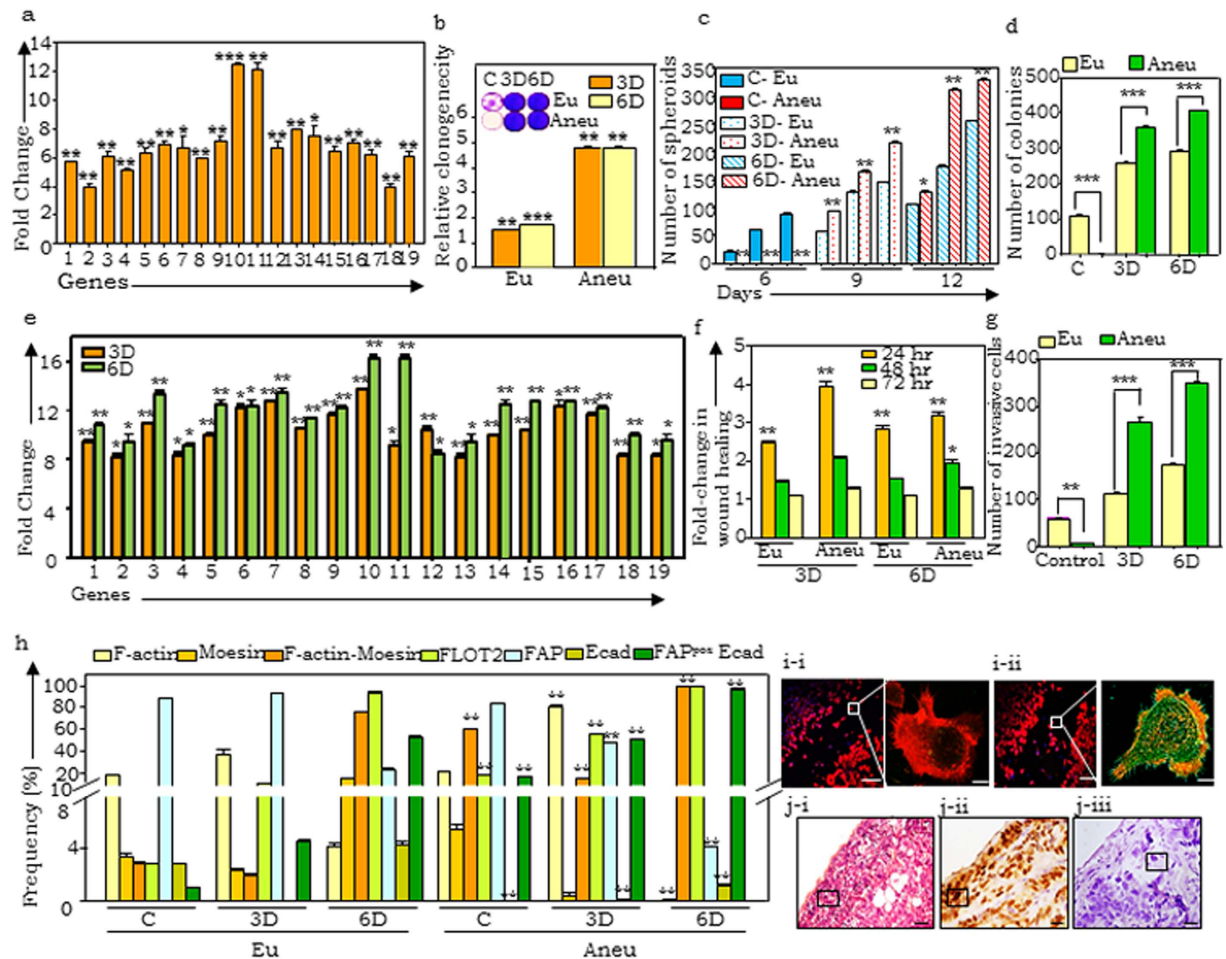 a
14
12
10
8
6
4
2
0
Fold Change
** ** ** ** ** ** * ** ** *** ** ** ** * ** ** ** ** **
1 2 3 4 5 6 7 8 9 10 11 12 13 14 15 16 17 18 19
Genes
b
Relative clonogenecity
6
5
4
3
2
1
0
C 3D 6D
Eu
Aneu
3D
6D
** *** ** **
Eu Aneu
c
Number of spheroids
350
300
250
200
150
100
50
0
C- Eu
C- Aneu
3D- Eu
3D- Aneu
6D- Eu
6D- Aneu
** ** ** ** ** ** * ** **
6 9 12
Days
d
Eu Aneu
Number of colonies
500
400
300
200
100
0
*** *** ***
C 3D 6D
e
3D
6D
16
12
8
4
0
Fold Change
1 2 3 4 5 6 7 8 9 10 11 12 13 14 15 16 17 18 19
Genes
f
24 hr
48 hr
72 hr
5
4
3
2
1
0
Fold-change in
wound healing
** ** ** ** *
Eu Aneu Eu Aneu
3D 6D
g
Eu Aneu
Number of invasive cells
400
300
200
100
0
** *** ***
Control 3D 6D
h
F-actin Moesin F-actin-Moesin FLOT2 FAP Ecad FAPpos Ecad
Frequency (%)
100
80
60
40
20
10
8
4
0
C 3D 6D C 3D 6D
Eu Aneu
i-i
i-ii
j-i
j-ii
j-iii